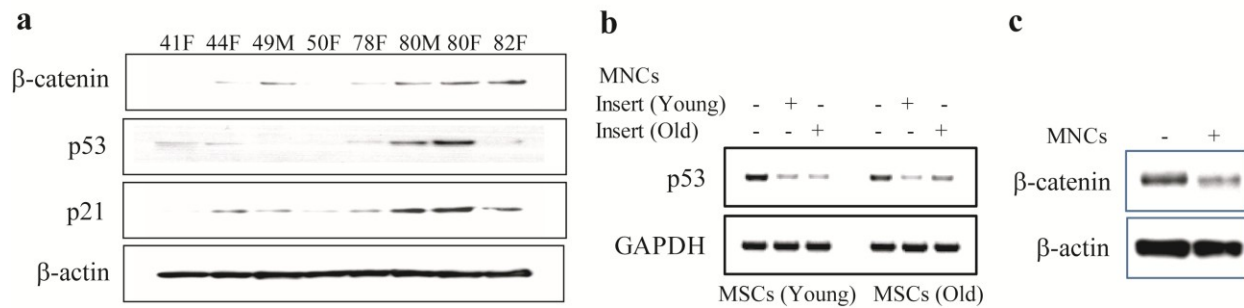 a
41F 44F 49M 50F 78F 80M 80F 82F
β-catenin
p53
p21
β-actin
b
MNCs
Insert (Young) - + - - + -
Insert (Old) - - + - - +
p53
GAPDH
MSCs (Young) MSCs (Old)
c
MNCs - +
β-catenin
β-actin